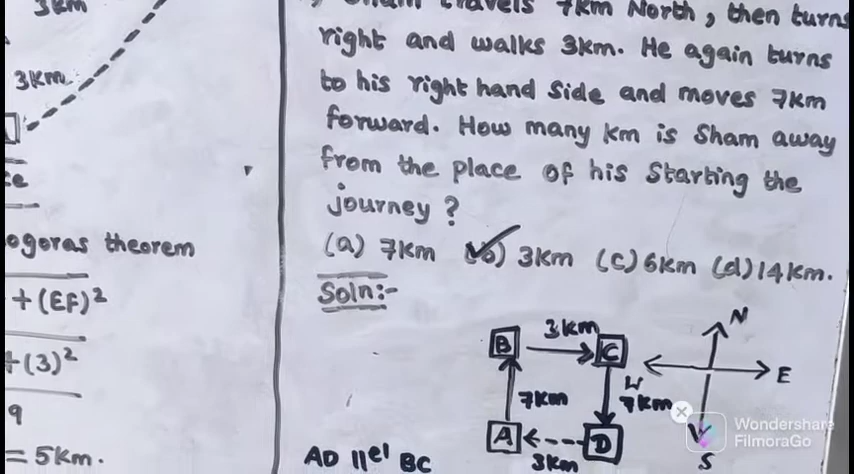 3km
3km
ogoras theorem
+(EF)²
+(3)²
9
= 5km.
travels 7km North, then turns
right and walks 3km. He again turns
to his right hand Side and moves 7km
forward. How many km is Sham away
from the place of his Starting the
journey ?
(a) 7km (b) 3km (c) 6km (d) 14km.
Soln:-
3km
B C
7km 7km
A D
3km
AD ||el BC
N
W E
S
Wondershare
FilmoraGo